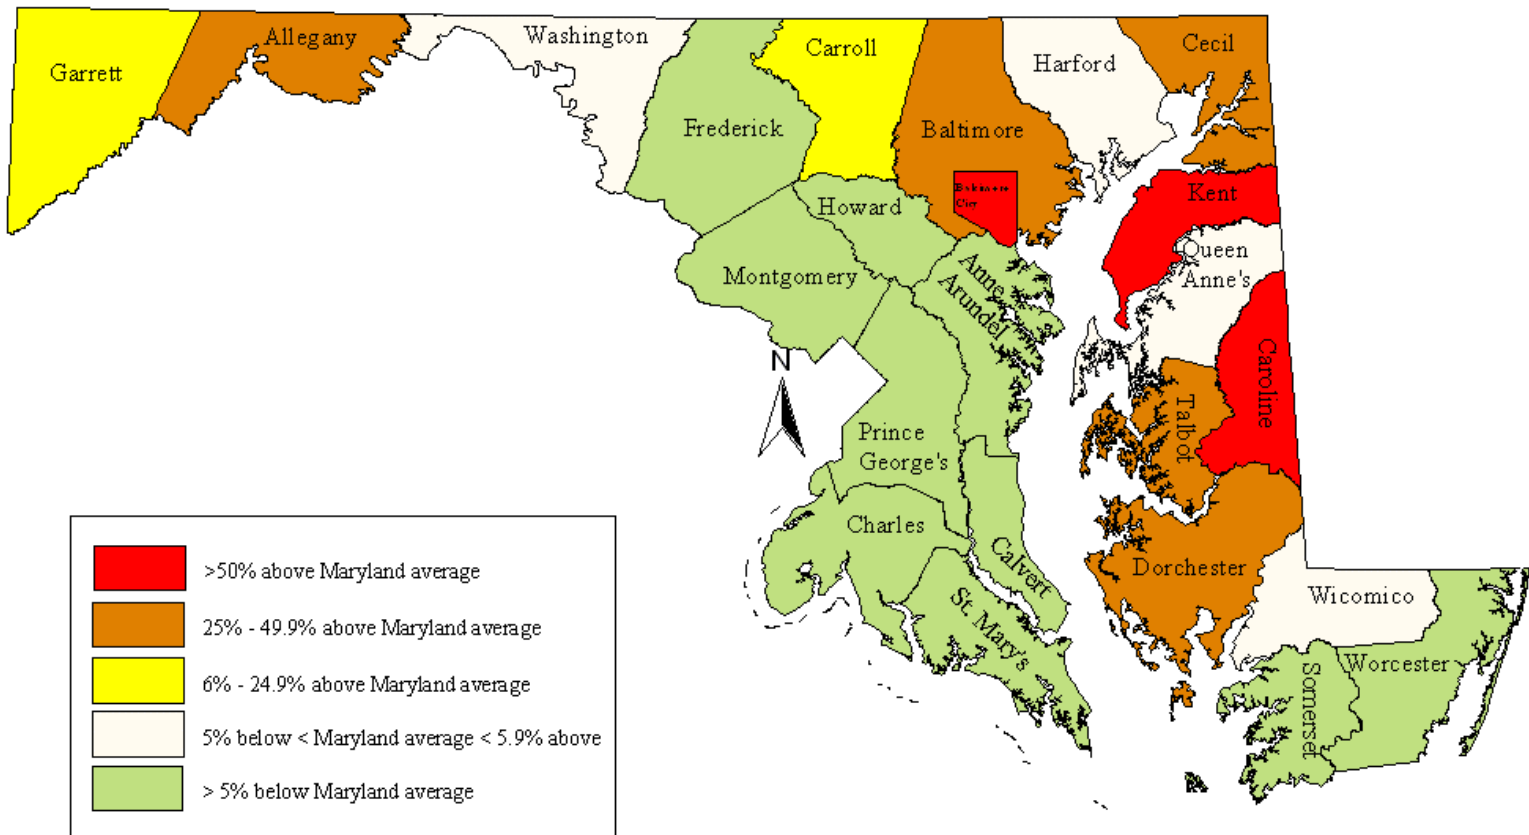 Garrett
Allegany
Washington
Frederick
Carroll
Baltimore
Baltimore
City
Harford
Cecil
Kent
Queen
Anne's
Caroline
Talbot
Howard
Montgomery
Anne
Arundel
Prince
George's
Charles
Calvert
St. Mary's
Dorchester
Wicomico
Worcester
Somerset
N
>50% above Maryland average
25% - 49.9% above Maryland average
6% - 24.9% above Maryland average
5% below < Maryland average < 5.9% above
> 5% below Maryland average